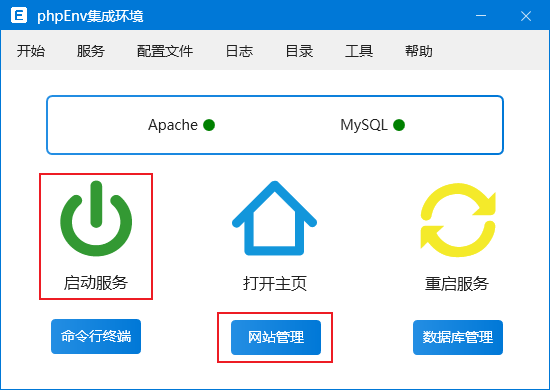 E phpEnv集成环境
开始 服务 配置文件 日志 目录 工具 帮助
Apache MySQL
启动服务 打开主页 重启服务
命令行终端 网站管理 数据库管理